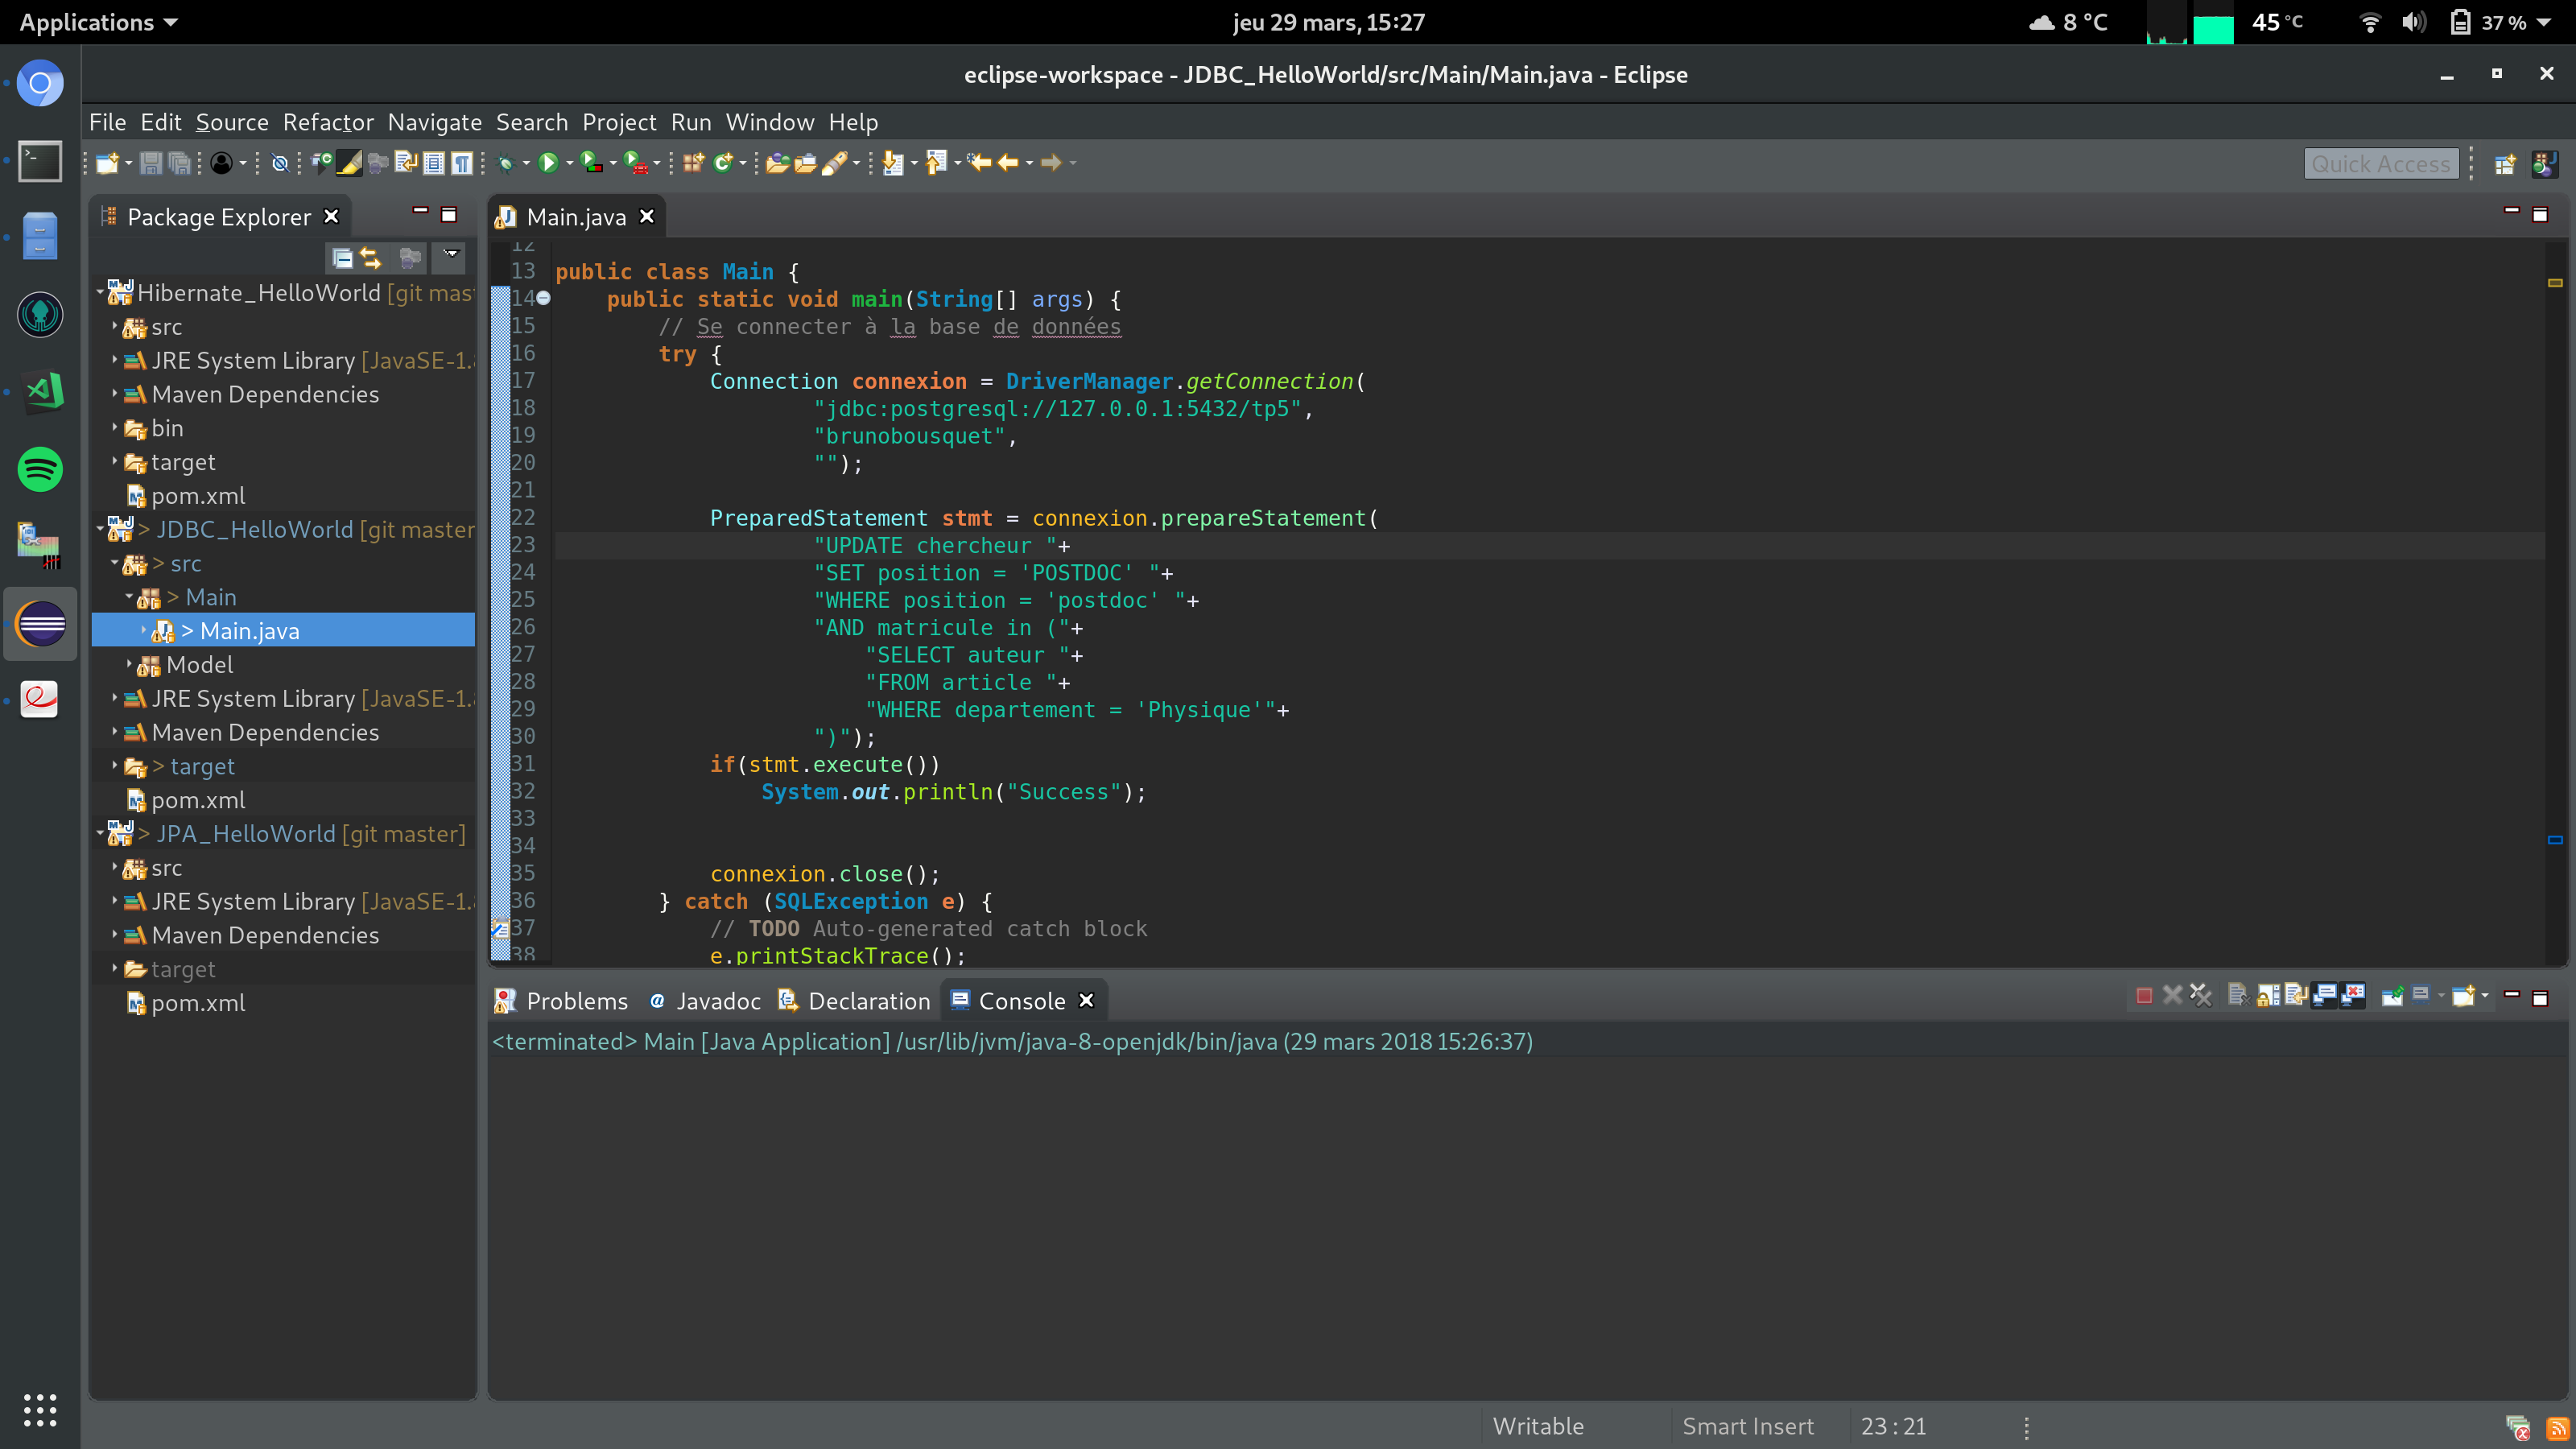 Applications
jeu 29 mars, 15:27
8 °C
45 °C
37 %
eclipse-workspace - JDBC_HelloWorld/src/Main/Main.java - Eclipse
File Edit Source Refactor Navigate Search Project Run Window Help
Quick Access
Package Explorer
Hibernate_HelloWorld [git mas
src
JRE System Library [JavaSE-1.
Maven Dependencies
bin
target
pom.xml
> JDBC_HelloWorld [git master
> src
> Main
> Main.java
Model
JRE System Library [JavaSE-1.
Maven Dependencies
> target
pom.xml
> JPA_HelloWorld [git master]
src
JRE System Library [JavaSE-1.
Maven Dependencies
target
pom.xml
Main.java
12
13 public class Main {
14 public static void main(String[] args) {
15 // Se connecter à la base de données
16 try {
17 Connection connexion = DriverManager.getConnection(
18 "jdbc:postgresql://127.0.0.1:5432/tp5",
19 "brunobousquet",
20 "");
21
22 PreparedStatement stmt = connexion.prepareStatement(
23 "UPDATE chercheur "+
24 "SET position = 'POSTDOC' "+
25 "WHERE position = 'postdoc' "+
26 "AND matricule in ("+
27 "SELECT auteur "+
28 "FROM article "+
29 "WHERE departement = 'Physique'"+
30 ")");
31 if(stmt.execute())
32 System.out.println("Success");
33
34
35 connexion.close();
36 } catch (SQLException e) {
37 // TODO Auto-generated catch block
38 e.printStackTrace();
Problems
Javadoc
Declaration
Console
<terminated> Main [Java Application] /usr/lib/jvm/java-8-openjdk/bin/java (29 mars 2018 15:26:37)
Writable
Smart Insert
23 : 21